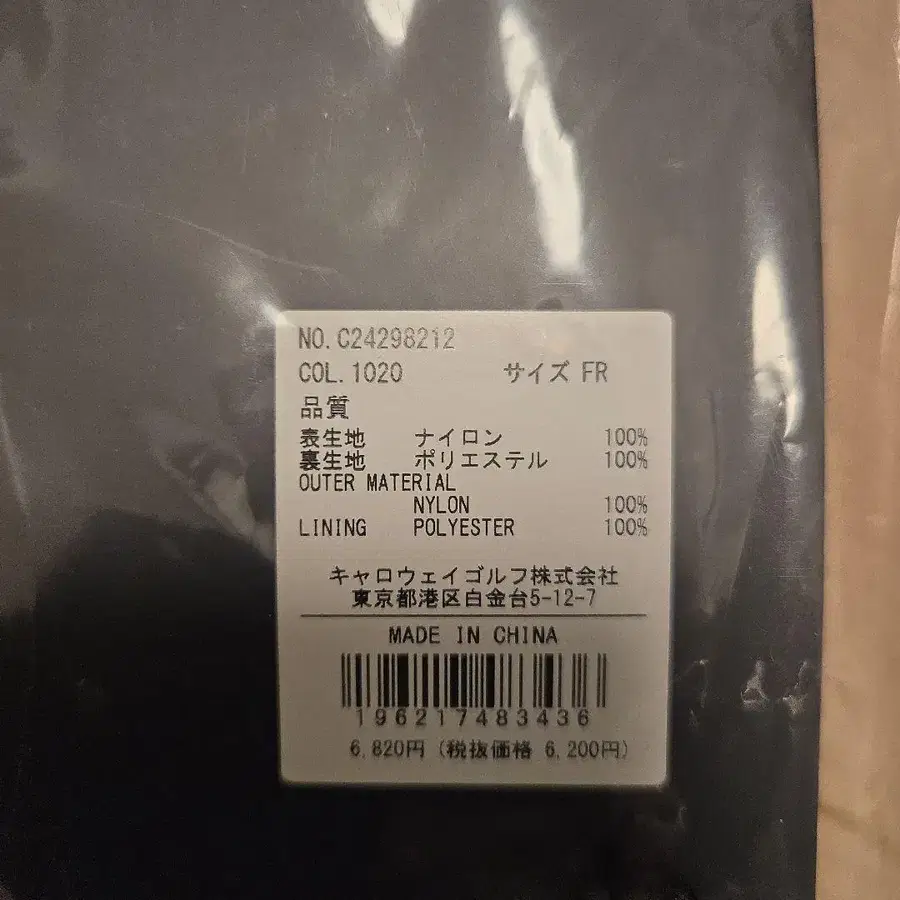 NO. C24298212
COL. 1020 サイズ FR
品質
表生地 ナイロン 100%
裏生地 ポリエステル 100%
OUTER MATERIAL
NYLON 100%
LINING POLYESTER 100%
キャロウェイゴルフ株式会社
東京都港区白金台5-12-7
MADE IN CHINA
196217483436
6,820円 (税抜価格 6,200円)